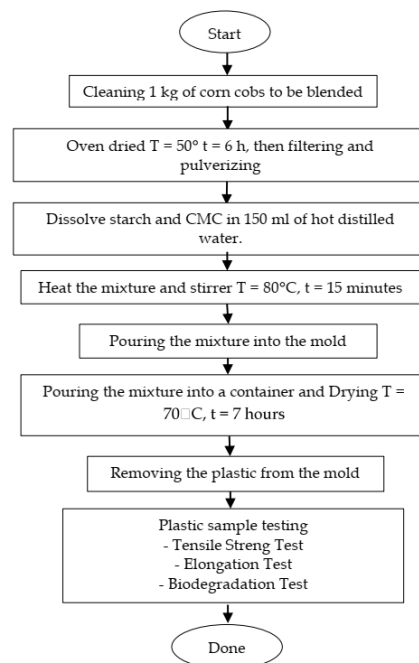 Start
Cleaning 1 kg of corn cobs to be blended
Oven dried T = 50° t = 6 h, then filtering and
pulverizing
Dissolve starch and CMC in 150 ml of hot distilled
water.
Heat the mixture and stirrer T = 80°C, t = 15 minutes
Pouring the mixture into the mold
Pouring the mixture into a container and Drying T =
70□C, t = 7 hours
Removing the plastic from the mold
Plastic sample testing
- Tensile Streng Test
- Elongation Test
- Biodegradation Test
Done